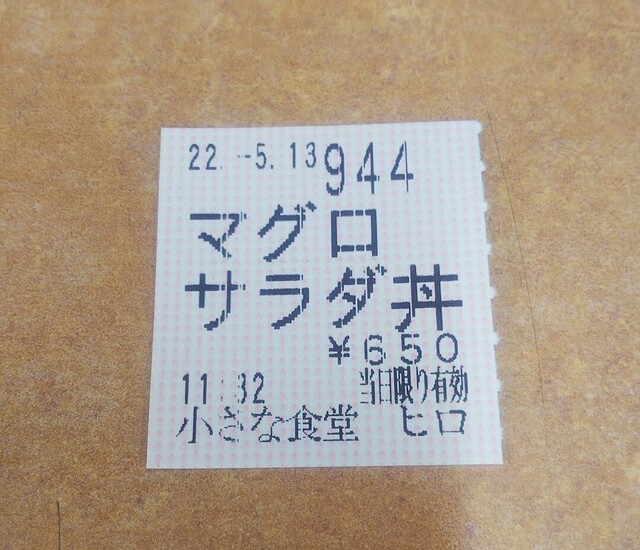 22.-5.13 944
マグロ
サラダ丼
¥650
11:32 当日限り有効
小さな食堂 ヒロ